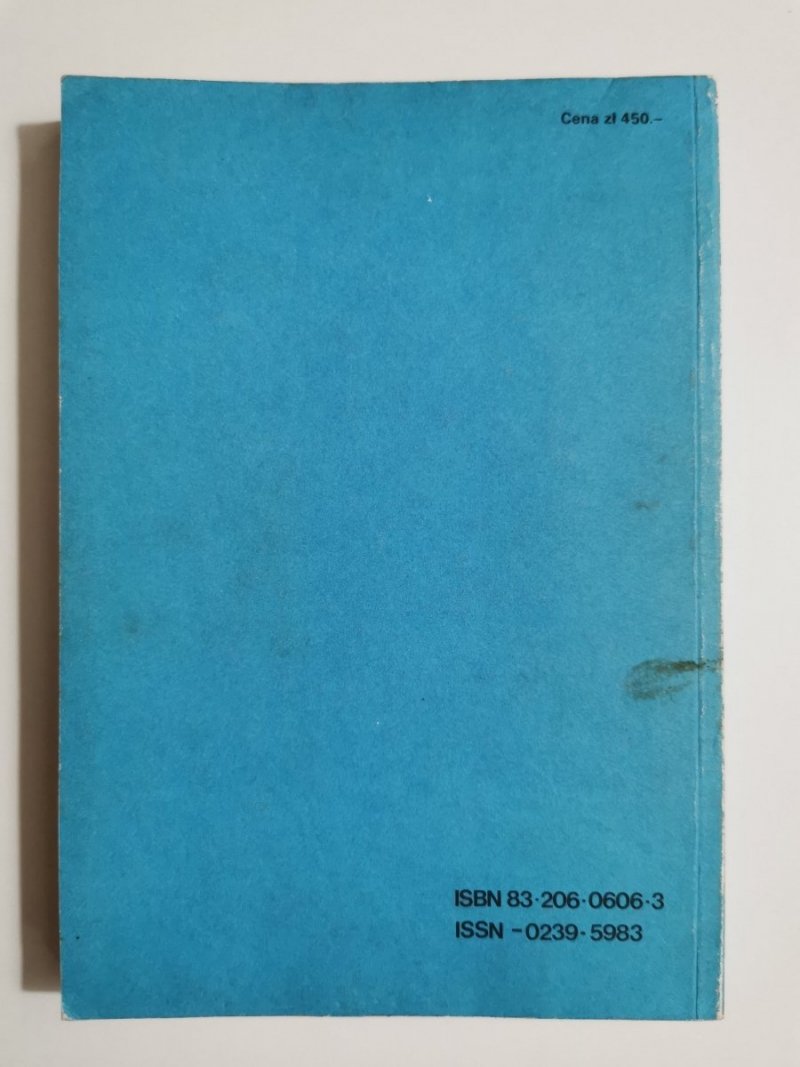 Cena zł 450.–
ISBN 83·206·0606·3
ISSN –0239·5983